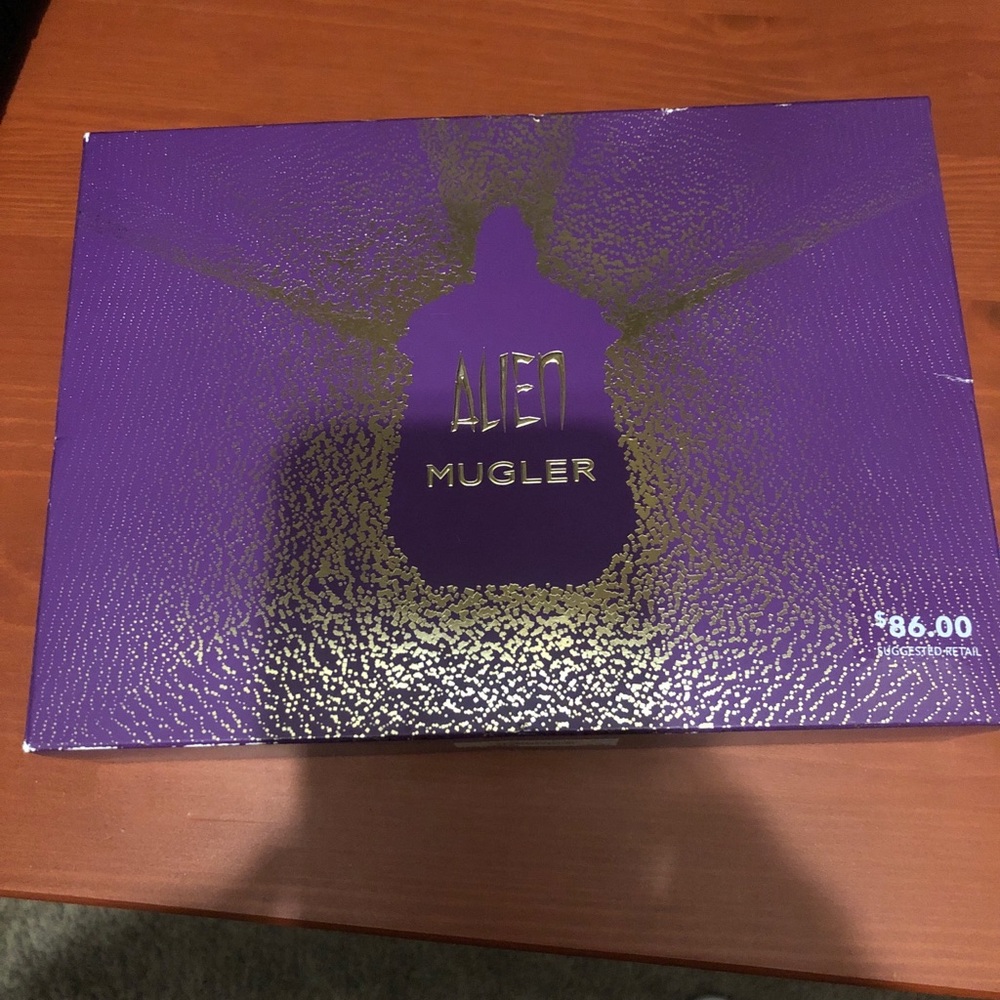 ALIEN
MUGLER
$86.00
SUGGESTED RETAIL